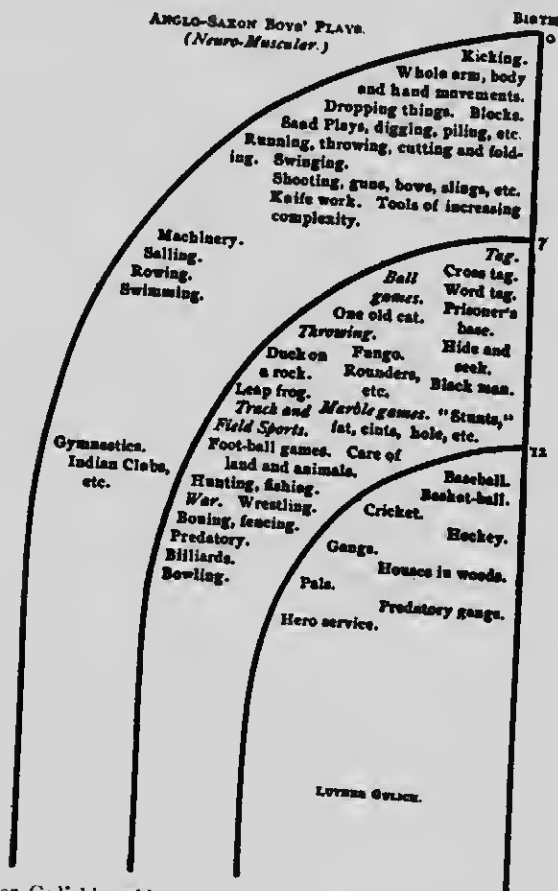 ANGLO-SAXON BOYS' PLAYS.
(Neuro-Muscular.)
BIRTH
0
Kicking.
Whole arm, body
and hand movements.
Dropping things. Blocks.
Sand Plays, digging, piling, etc.
Running, throwing, cutting and fold-
ing. Swinging.
Shooting, guns, bows, slings, etc.
Knife work. Tools of increasing
complexity.
Machinery.
Sailing.
Rowing.
Swimming.
Gymnastics.
Indian Clubs,
etc.
7
Tag.
Cross tag.
Word tag.
Prisoner's
base.
Hide and
seek.
Black man.
Ball
games.
One old cat.
Fungo.
Rounders,
etc.
Throwing.
Duck on
a rock.
Leap frog.
Track and
Field Sports.
Marble games. "Stunts,"
fat, cints, hole, etc.
Foot-ball games. Care of
land and animals.
Hunting, fishing.
War. Wrestling.
Boxing, fencing.
Predatory.
Billiards.
Bowling.
12
Baseball.
Basket-ball.
Cricket.
Hockey.
Gangs.
Houses in woods.
Pals.
Predatory gangs.
Hero service.
LUTHER GULICK.